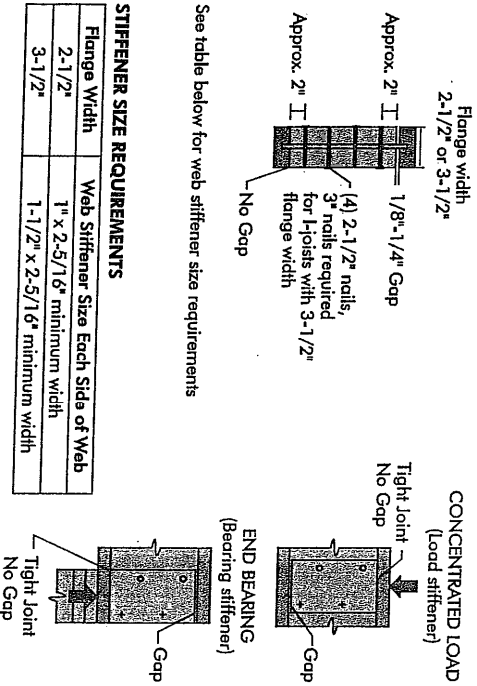 Flange width
2-1/2" or 3-1/2"
Approx. 2"
1/8"-1/4" Gap
(4) 2-1/2" nails,
3" nails required
for I-joists with 3-1/2"
flange width
Approx. 2"
No Gap
See table below for web stiffener size requirements
CONCENTRATED LOAD
(Load stiffener)
Tight Joint
No Gap
Gap
END BEARING
(Bearing stiffener)
Gap
Tight Joint
No Gap
STIFFENER SIZE REQUIREMENTS
Flange Width Web Stiffener Size Each Side of Web
2-1/2" 1" x 2-5/16" minimum width
3-1/2" 1-1/2" x 2-5/16" minimum width